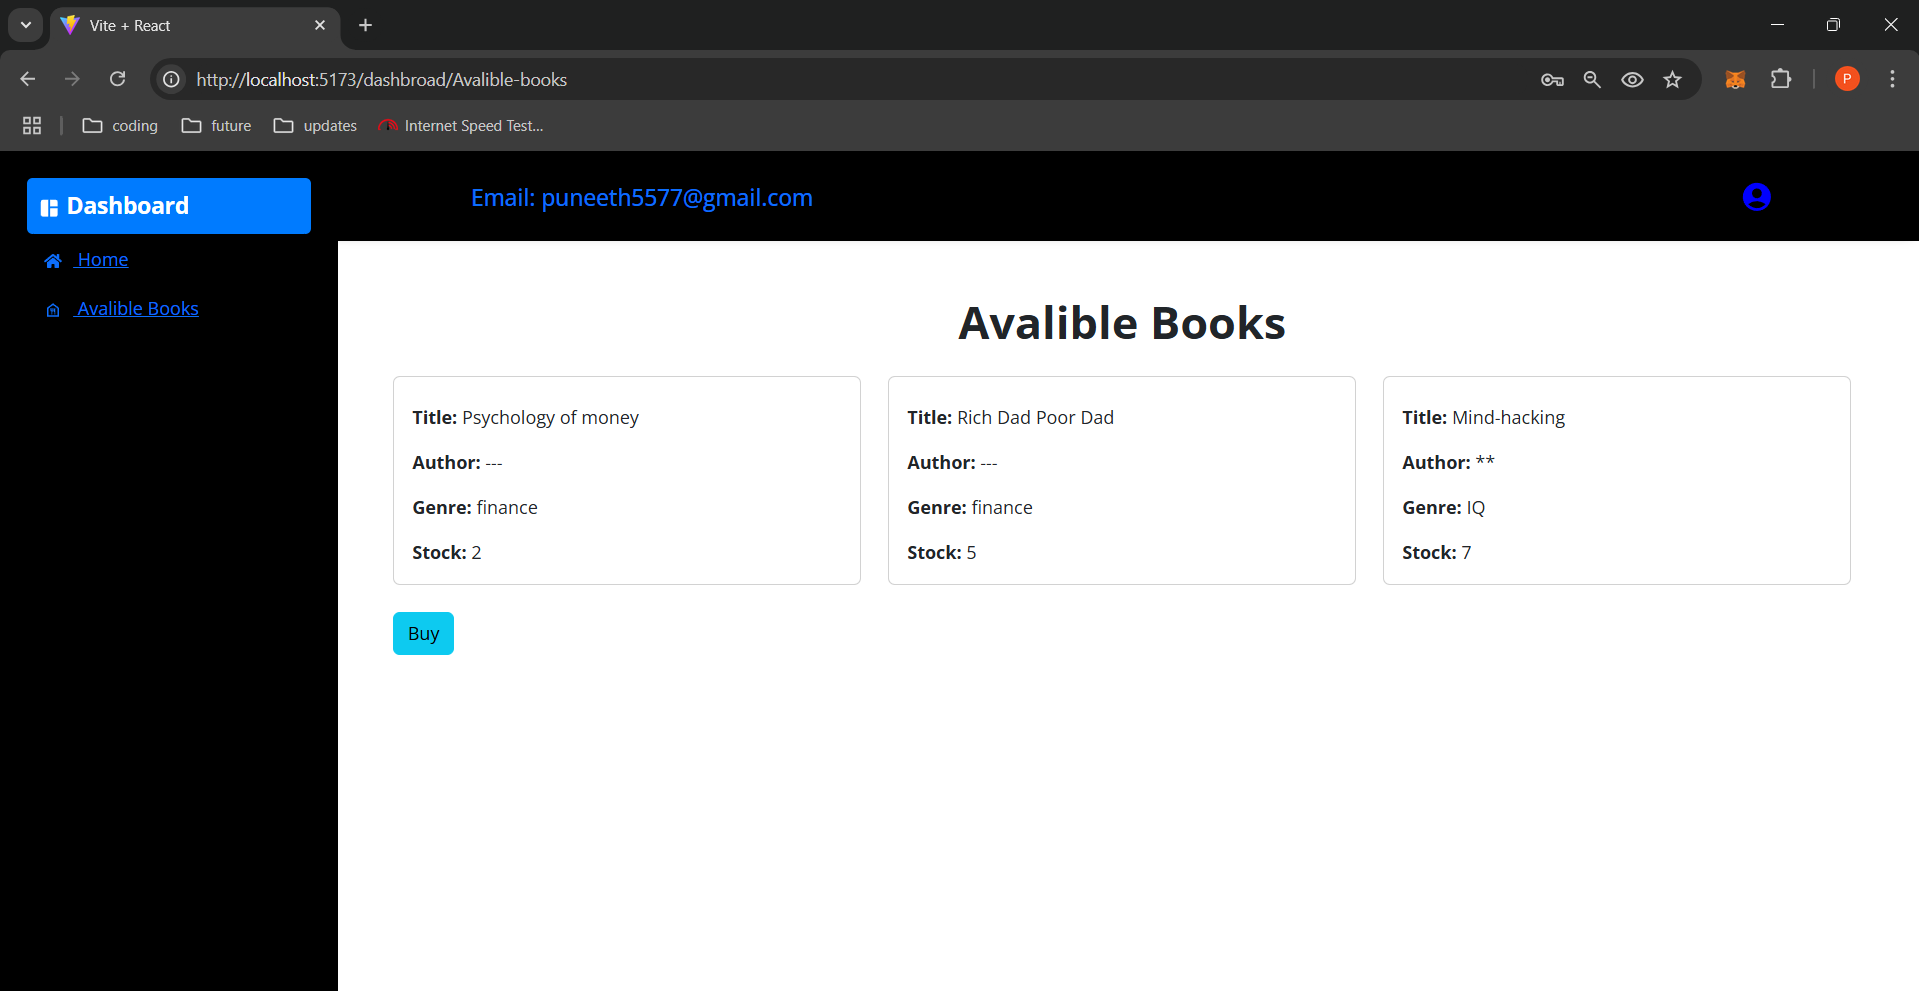 Vite + React
http://localhost:5173/dashbroad/Avalible-books
P
coding future updates Internet Speed Test...
Dashboard
Email: puneeth5577@gmail.com
Home
Avalible Books
Avalible Books
Title: Psychology of money
Author: ---
Genre: finance
Stock: 2
Title: Rich Dad Poor Dad
Author: ---
Genre: finance
Stock: 5
Title: Mind-hacking
Author: **
Genre: IQ
Stock: 7
Buy